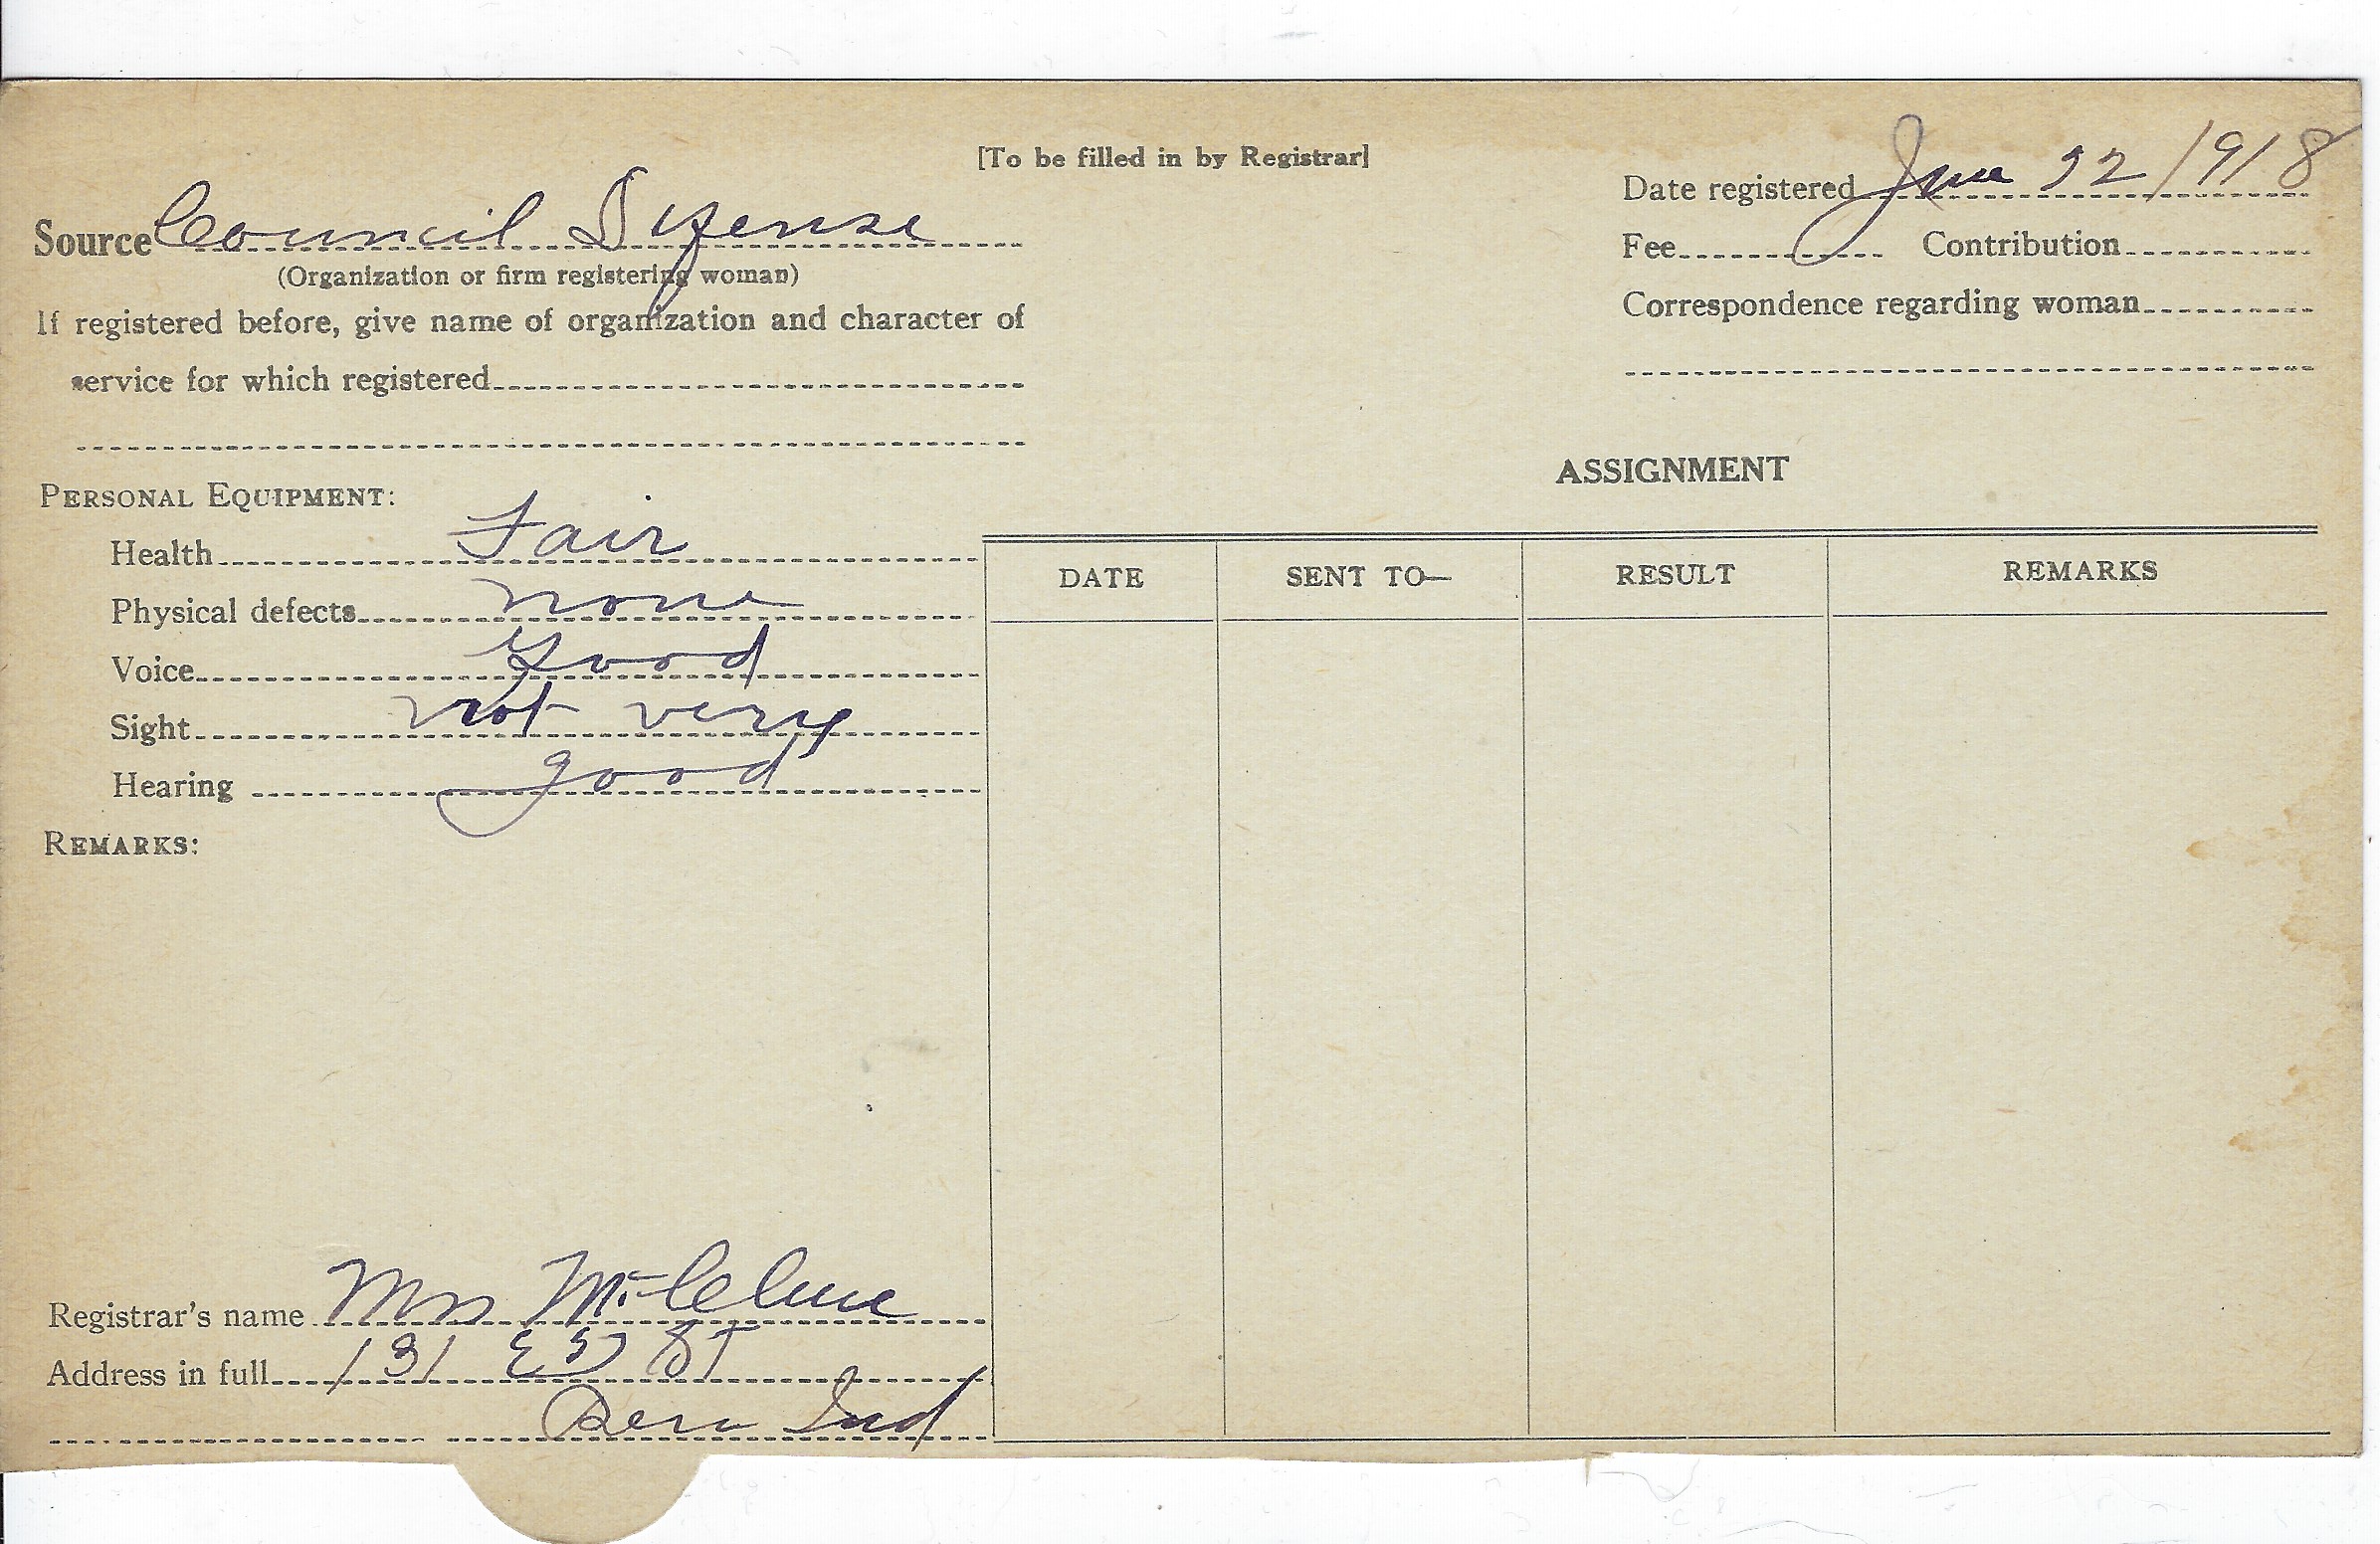 [To be filled in by Registrar]
Date registered June 22 1918
Source Council Defense
(Organization or firm registering woman)
Fee Contribution
If registered before, give name of organization and character of
Correspondence regarding woman
service for which registered
ASSIGNMENT
PERSONAL EQUIPMENT:
Health Fair
Physical defects none
Voice Good
Sight not very
Hearing good
DATE SENT TO— RESULT REMARKS
REMARKS:
Registrar's name Mrs McClure
Address in full 131 E 5 St
Peru Ind